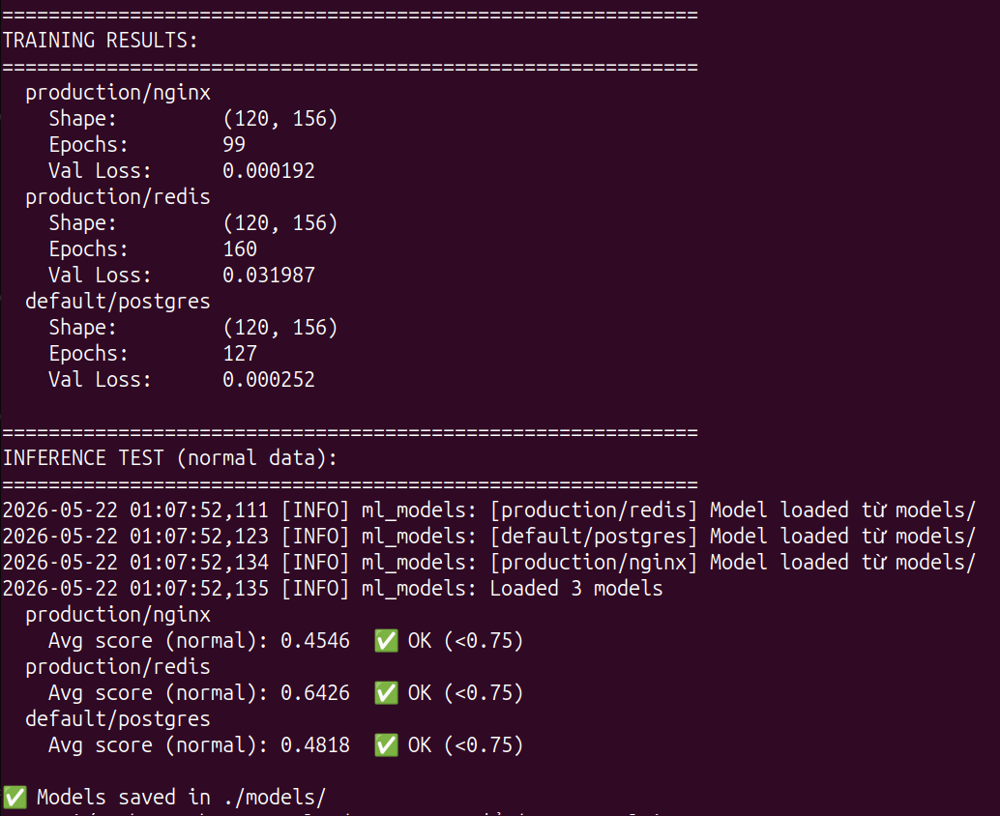 ============================================================
TRAINING RESULTS:
============================================================
  production/nginx
    Shape:         (120, 156)
    Epochs:        99
    Val Loss:      0.000192
  production/redis
    Shape:         (120, 156)
    Epochs:        160
    Val Loss:      0.031987
  default/postgres
    Shape:         (120, 156)
    Epochs:        127
    Val Loss:      0.000252

============================================================
INFERENCE TEST (normal data):
============================================================
2026-05-22 01:07:52,111 [INFO] ml_models: [production/redis] Model loaded từ models/
2026-05-22 01:07:52,123 [INFO] ml_models: [default/postgres] Model loaded từ models/
2026-05-22 01:07:52,134 [INFO] ml_models: [production/nginx] Model loaded từ models/
2026-05-22 01:07:52,135 [INFO] ml_models: Loaded 3 models
  production/nginx
    Avg score (normal): 0.4546  ✅ OK (<0.75)
  production/redis
    Avg score (normal): 0.6426  ✅ OK (<0.75)
  default/postgres
    Avg score (normal): 0.4818  ✅ OK (<0.75)

✅ Models saved in ./models/